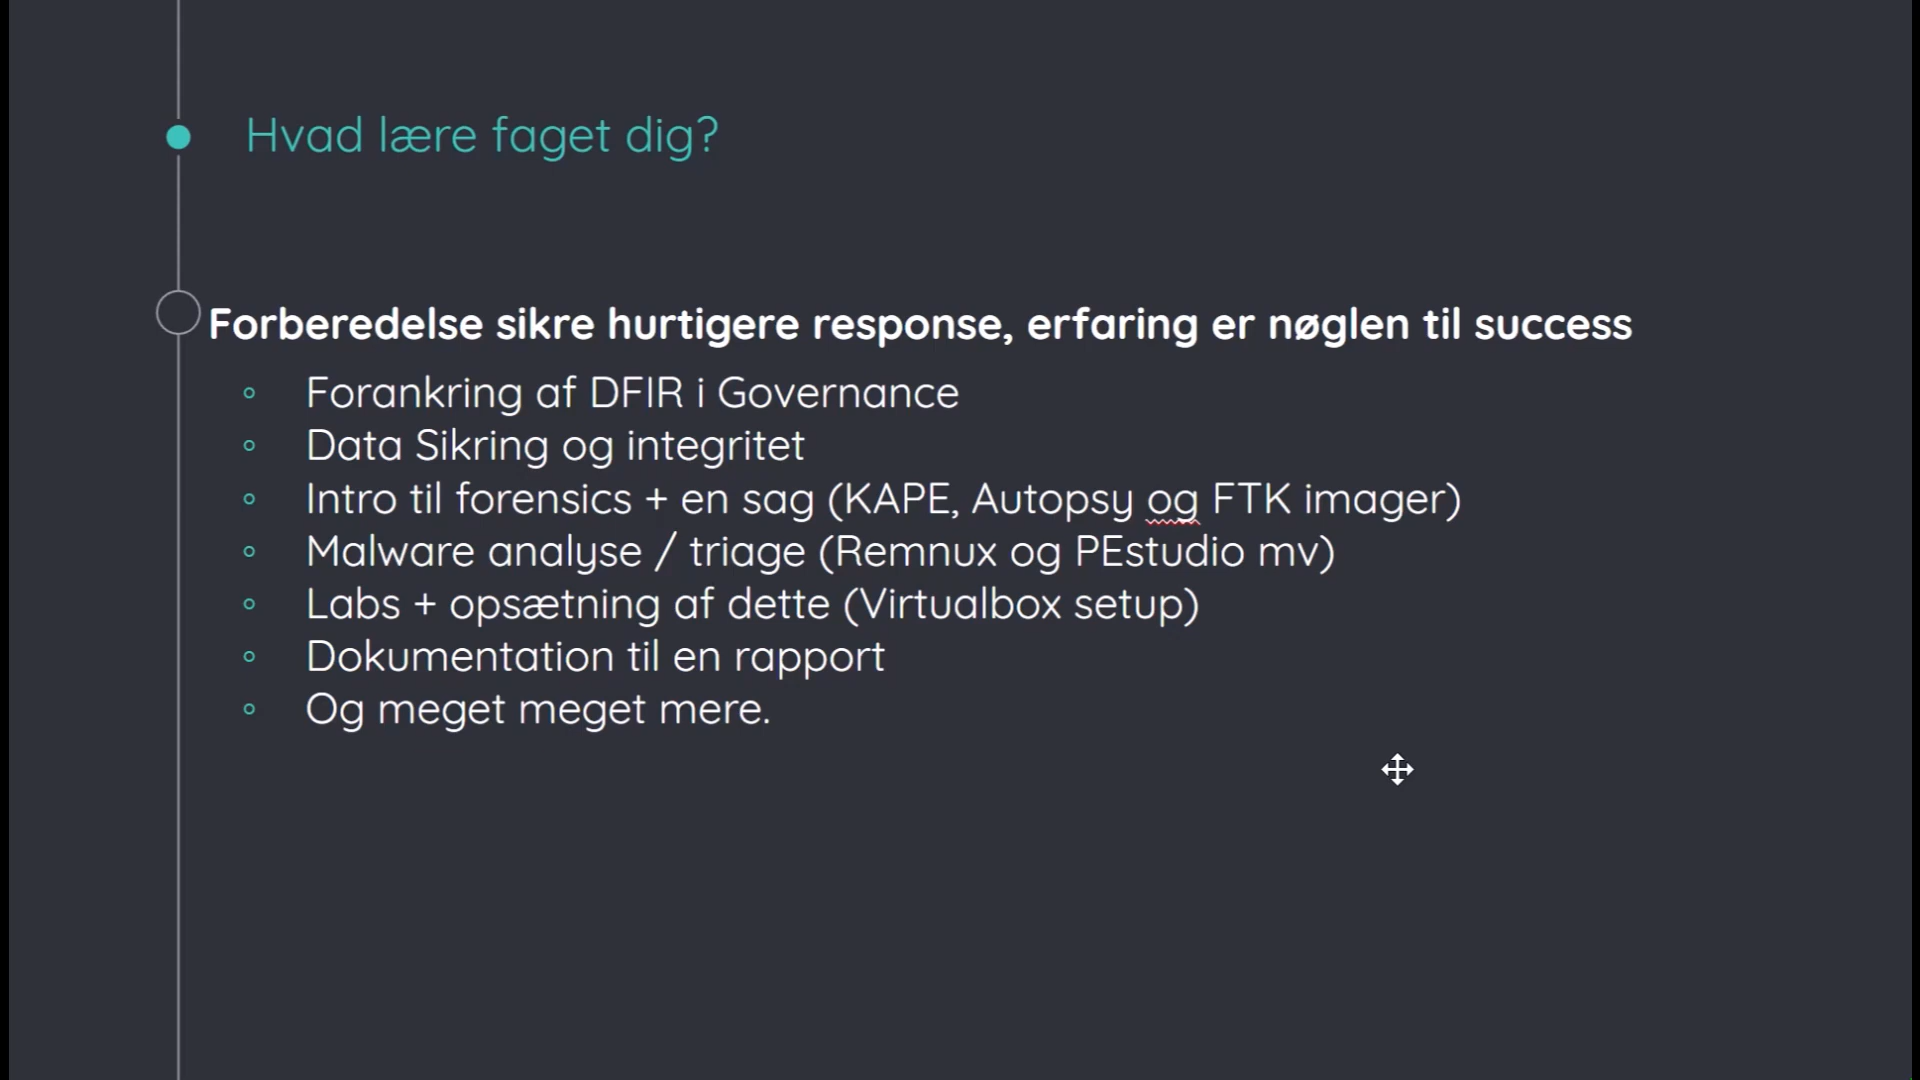 Hvad lære faget dig?
Forberedelse sikre hurtigere response, erfaring er nøglen til success
Forankring af DFIR i Governance
Data Sikring og integritet
Intro til forensics + en sag (KAPE, Autopsy og FTK imager)
Malware analyse / triage (Remnux og PEstudio mv)
Labs + opsætning af dette (Virtualbox setup)
Dokumentation til en rapport
Og meget meget mere.